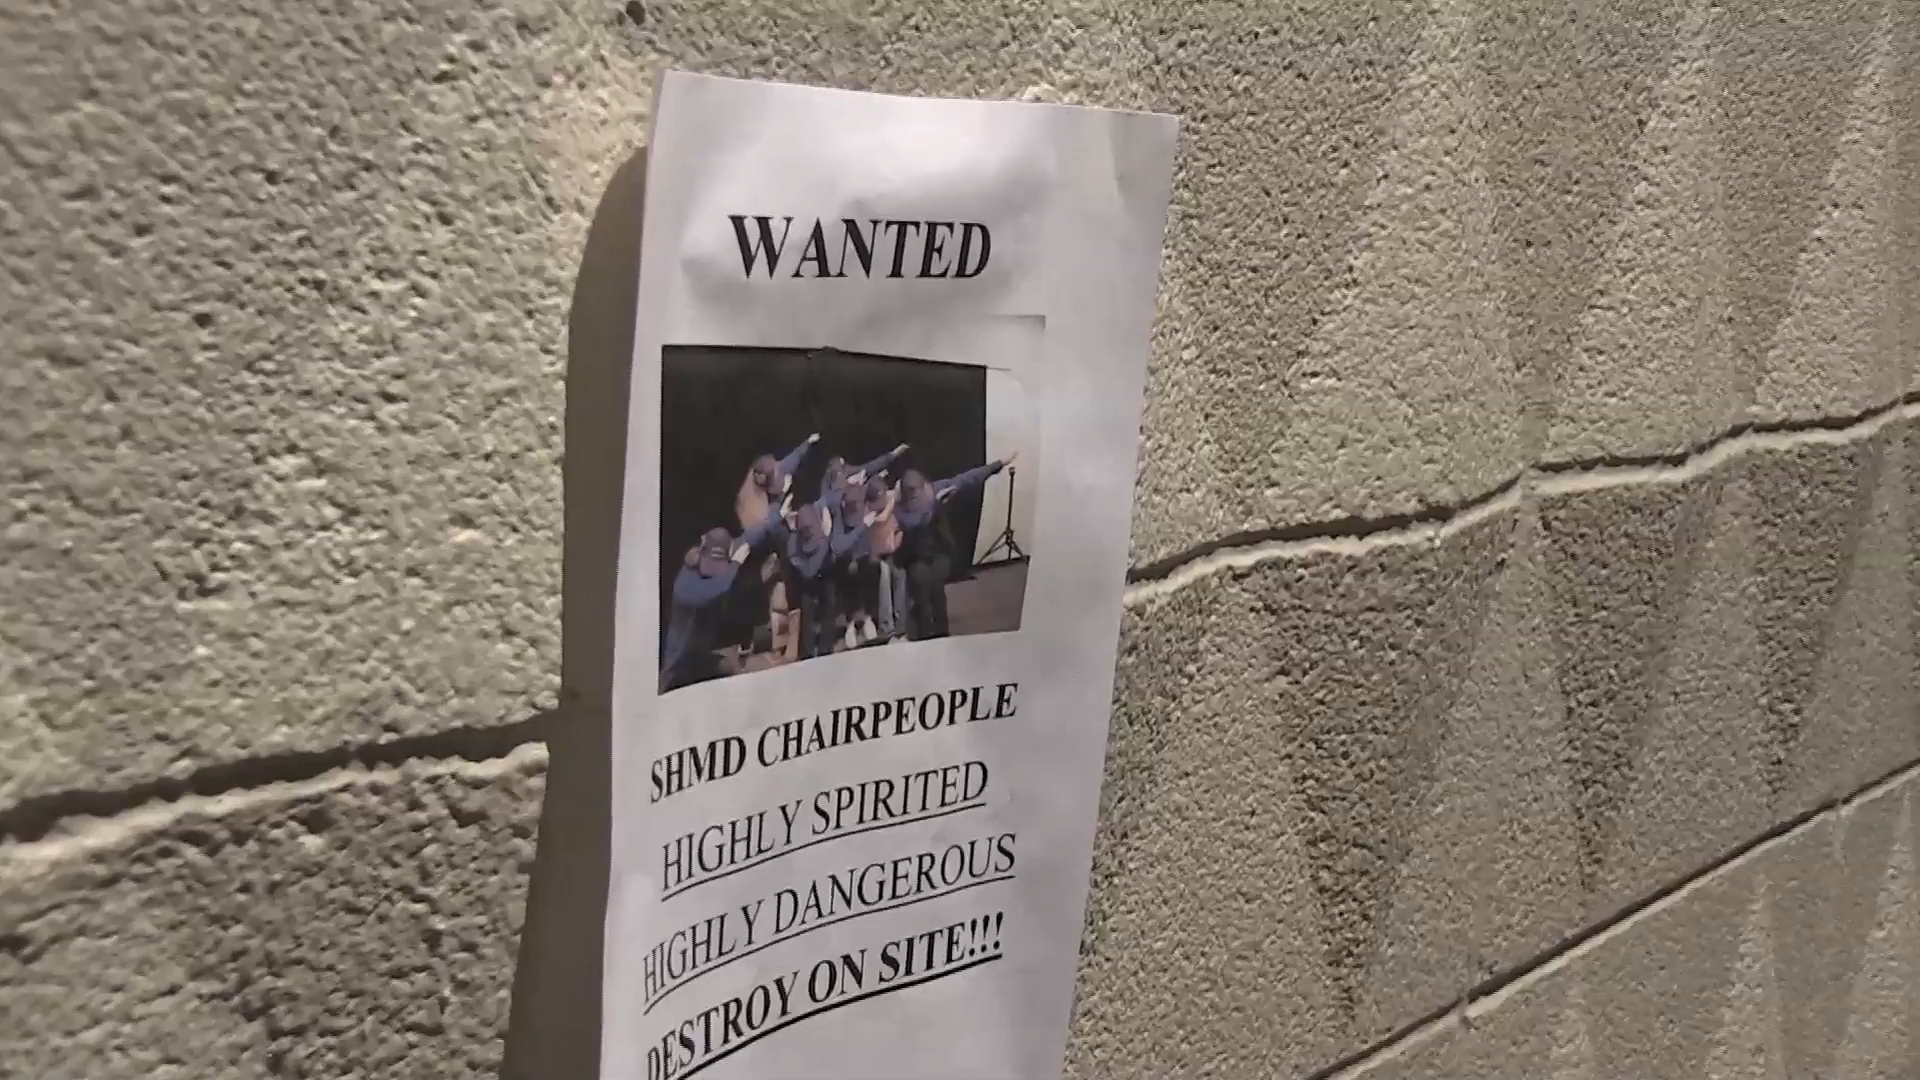 WANTED
SHMD CHAIRPEOPLE
HIGHLY SPIRITED
HIGHLY DANGEROUS
DESTROY ON SITE!!!